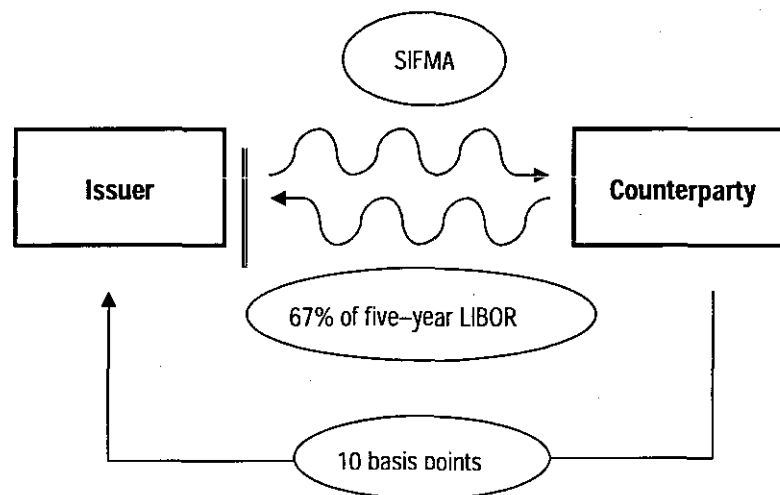 SIFMA
Issuer
Counterparty
67% of five–year LIBOR
10 basis points